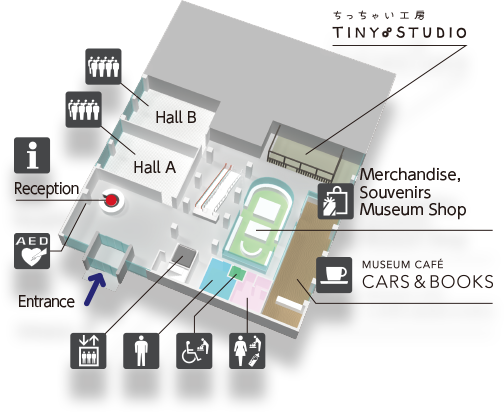 ちっちゃい工房
TINY∞STUDIO
Hall B
Hall A
Reception
Merchandise,
Souvenirs
Museum Shop
AED
MUSEUM CAFÉ
CARS & BOOKS
Entrance